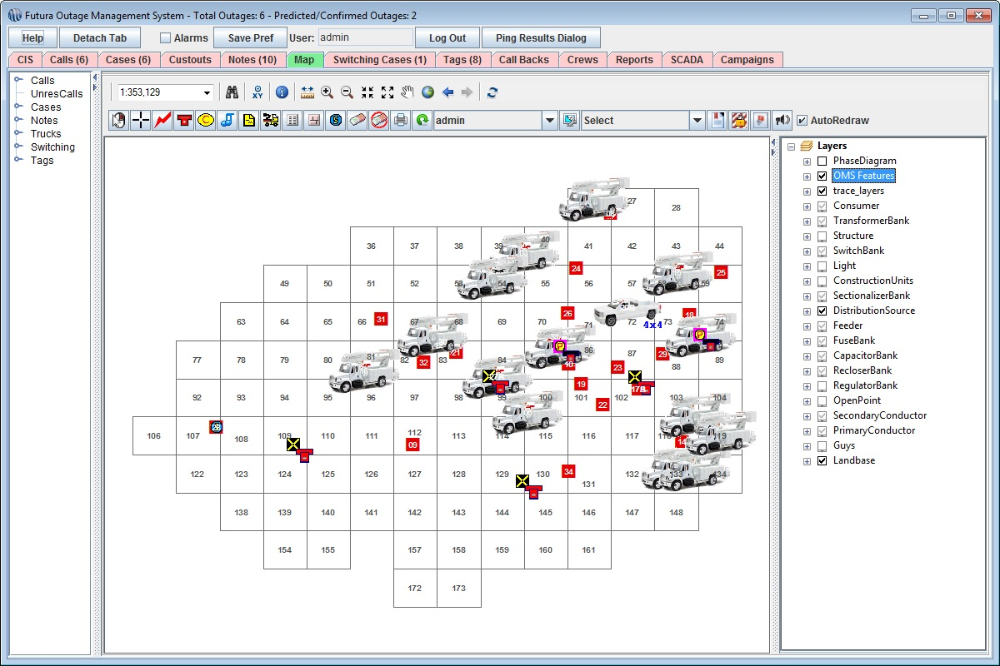 Futura Outage Management System - Total Outages: 6 - Predicted/Confirmed Outages: 2
Help Detach Tab Alarms Save Pref User: admin Log Out Ping Results Dialog
CIS Calls (6) Cases (6) Custouts Notes (10) Map Switching Cases (1) Tags (8) Call Backs Crews Reports SCADA Campaigns
Calls
UnresCalls
Cases
Notes
Trucks
Switching
Tags
1:353,129 XY
admin Select AutoRedraw
27 28
36 37 38 39 40 41 42 43 44
24 25
49 50 51 52 53 54 55 56 57 58 59
26 18
63 64 65 66 31 67 68 69 70 71 72 73 74
4x4
77 78 79 80 81 82 32 83 21 84 86 23 87 29 88 89
92 93 94 95 96 97 98 99 100 19 101 22 102 103 104
106 107 108 109 110 111 112 09 113 114 115 116 117 14 119
122 123 124 125 126 127 128 129 130 34 131 132 133 134
138 139 140 141 142 143 144 145 146 147 148
154 155 157 158 159 160 161
172 173
Layers
PhaseDiagram
OMS Features
trace_layers
Consumer
TransformerBank
Structure
SwitchBank
Light
ConstructionUnits
SectionalizerBank
DistributionSource
Feeder
FuseBank
CapacitorBank
RecloserBank
RegulatorBank
OpenPoint
SecondaryConductor
PrimaryConductor
Guys
Landbase